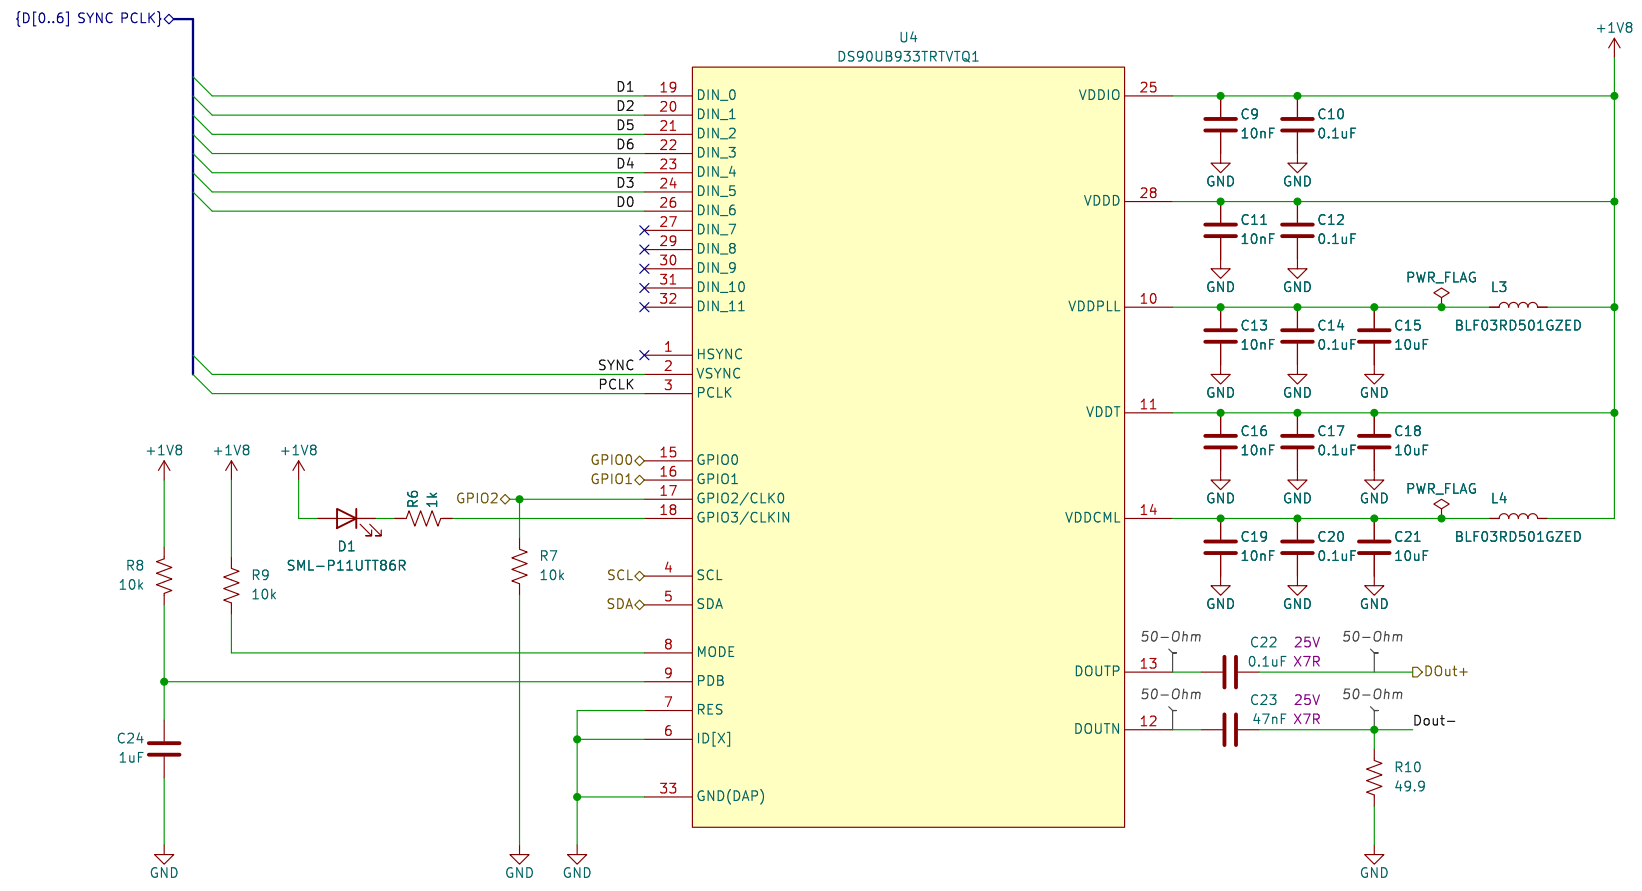 {D[0..6] SYNC PCLK}
U4
DS90UB933TRTVTQ1
D1 19 DIN_0
D2 20 DIN_1
D5 21 DIN_2
D6 22 DIN_3
D4 23 DIN_4
D3 24 DIN_5
D0 26 DIN_6
27 DIN_7
29 DIN_8
30 DIN_9
31 DIN_10
32 DIN_11
1 HSYNC
SYNC 2 VSYNC
PCLK 3 PCLK
GPIO0 15 GPIO0
GPIO1 16 GPIO1
GPIO2 17 GPIO2/CLK0
18 GPIO3/CLKIN
+1V8
+1V8
+1V8
R6
1k
D1
SML-P11UTT86R
R7
10k
R8
10k
R9
10k
SCL 4 SCL
SDA 5 SDA
8 MODE
9 PDB
7 RES
6 ID[X]
33 GND(DAP)
C24
1uF
GND
GND
GND
+1V8
VDDIO 25
C9
10nF
GND
C10
0.1uF
GND
VDDD 28
C11
10nF
GND
C12
0.1uF
GND
VDDPLL 10
PWR_FLAG
L3
BLF03RD501GZED
C13
10nF
GND
C14
0.1uF
GND
C15
10uF
GND
VDDT 11
C16
10nF
GND
C17
0.1uF
GND
C18
10uF
GND
VDDCML 14
PWR_FLAG
L4
BLF03RD501GZED
C19
10nF
GND
C20
0.1uF
GND
C21
10uF
GND
50-Ohm
C22 25V
0.1uF X7R
50-Ohm
DOUTP 13
DOut+
50-Ohm
C23 25V
47nF X7R
50-Ohm
DOUTN 12
Dout-
R10
49.9
GND